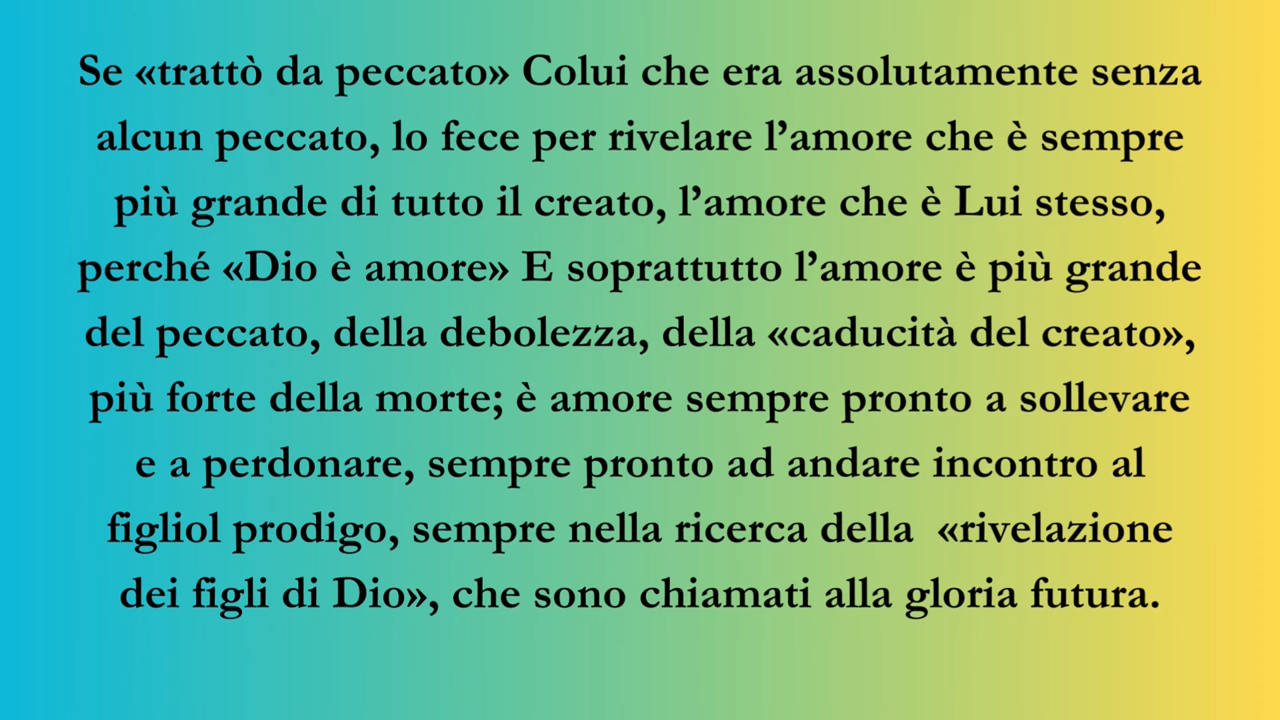 Se «trattò da peccato» Colui che era assolutamente senza
alcun peccato, lo fece per rivelare l’amore che è sempre
più grande di tutto il creato, l’amore che è Lui stesso,
perché «Dio è amore» E soprattutto l’amore è più grande
del peccato, della debolezza, della «caducità del creato»,
più forte della morte; è amore sempre pronto a sollevare
e a perdonare, sempre pronto ad andare incontro al
figliol prodigo, sempre nella ricerca della  «rivelazione
dei figli di Dio», che sono chiamati alla gloria futura.